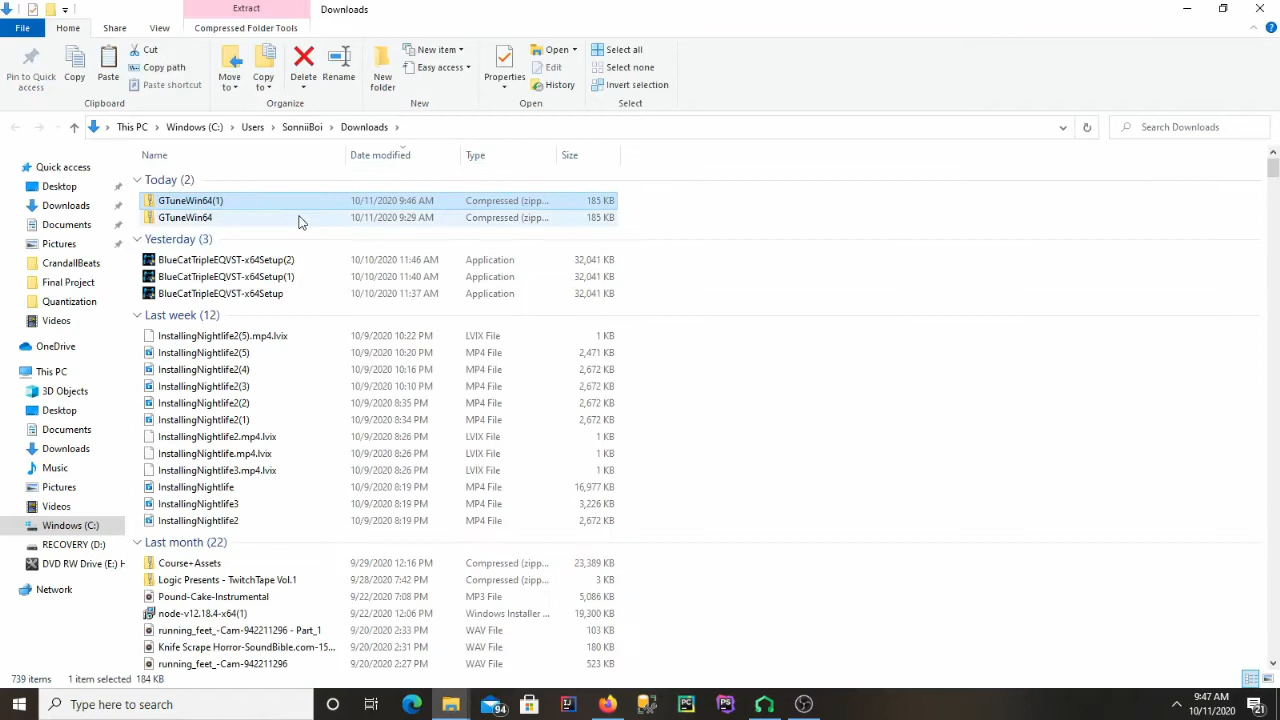 Extract
Downloads
File
Home
Share
View
Compressed Folder Tools
Pin to Quick access
Copy
Paste
Cut
Copy path
Paste shortcut
Clipboard
Move to
Copy to
Delete
Rename
Organize
New folder
New item
Easy access
New
Properties
Open
Edit
History
Open
Select all
Select none
Invert selection
Select
This PC > Windows (C:) > Users > SonniiBoi > Downloads >
Search Downloads
Name Date modified Type Size
Quick access
Desktop
Downloads
Documents
Pictures
CrandallBeats
Final Project
Quantization
Videos
OneDrive
This PC
3D Objects
Desktop
Documents
Downloads
Music
Pictures
Videos
Windows (C:)
RECOVERY (D:)
DVD RW Drive (E:) H
Network
Today (2)
GTuneWin64(1) 10/11/2020 9:46 AM Compressed (zipp... 185 KB
GTuneWin64 10/11/2020 9:29 AM Compressed (zipp... 185 KB
Yesterday (3)
BlueCatTripleEQVST-x64Setup(2) 10/10/2020 11:46 AM Application 32,041 KB
BlueCatTripleEQVST-x64Setup(1) 10/10/2020 11:40 AM Application 32,041 KB
BlueCatTripleEQVST-x64Setup 10/10/2020 11:37 AM Application 32,041 KB
Last week (12)
InstallingNightlife2(5).mp4.lvix 10/9/2020 10:22 PM LVIX File 1 KB
InstallingNightlife2(5) 10/9/2020 10:20 PM MP4 File 2,471 KB
InstallingNightlife2(4) 10/9/2020 10:16 PM MP4 File 2,672 KB
InstallingNightlife2(3) 10/9/2020 10:10 PM MP4 File 2,672 KB
InstallingNightlife2(2) 10/9/2020 8:35 PM MP4 File 2,672 KB
InstallingNightlife2(1) 10/9/2020 8:34 PM MP4 File 2,672 KB
InstallingNightlife2.mp4.lvix 10/9/2020 8:26 PM LVIX File 1 KB
InstallingNightlife.mp4.lvix 10/9/2020 8:26 PM LVIX File 1 KB
InstallingNightlife3.mp4.lvix 10/9/2020 8:26 PM LVIX File 1 KB
InstallingNightlife 10/9/2020 8:19 PM MP4 File 16,977 KB
InstallingNightlife3 10/9/2020 8:19 PM MP4 File 3,226 KB
InstallingNightlife2 10/9/2020 8:19 PM MP4 File 2,672 KB
Last month (22)
Course+Assets 9/29/2020 12:16 PM Compressed (zipp... 23,389 KB
Logic Presents - TwitchTape Vol.1 9/28/2020 7:42 PM Compressed (zipp... 3 KB
Pound-Cake-Instrumental 9/22/2020 7:08 PM MP3 File 5,086 KB
node-v12.18.4-x64(1) 9/22/2020 12:06 PM Windows Installer ... 19,300 KB
running_feet_-Cam-942211296 - Part_1 9/20/2020 2:33 PM WAV File 103 KB
Knife Scrape Horror-SoundBible.com-15... 9/20/2020 2:31 PM WAV File 180 KB
running_feet_-Cam-942211296 9/20/2020 2:27 PM WAV File 523 KB
739 items 1 item selected 184 KB
Type here to search
94
PC
PS
9:47 AM
10/11/2020
21